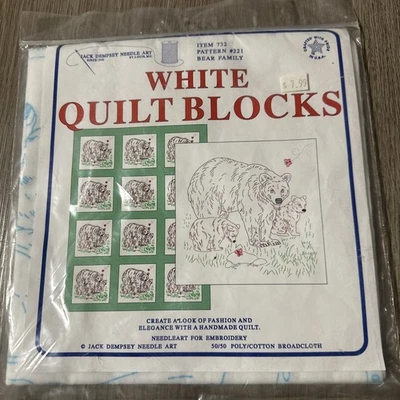 JACK DEMPSEY NEEDLE ART
ITEM 732
PATTERN #221
BEAR FAMILY
WHITE
QUILT BLOCKS
$ 7.99
CREATE A LOOK OF FASHION AND
ELEGANCE WITH A HANDMADE QUILT.
NEEDLEART FOR EMBROIDERY
© JACK DEMPSEY NEEDLE ART 50/50 POLY/COTTON BROADCLOTH